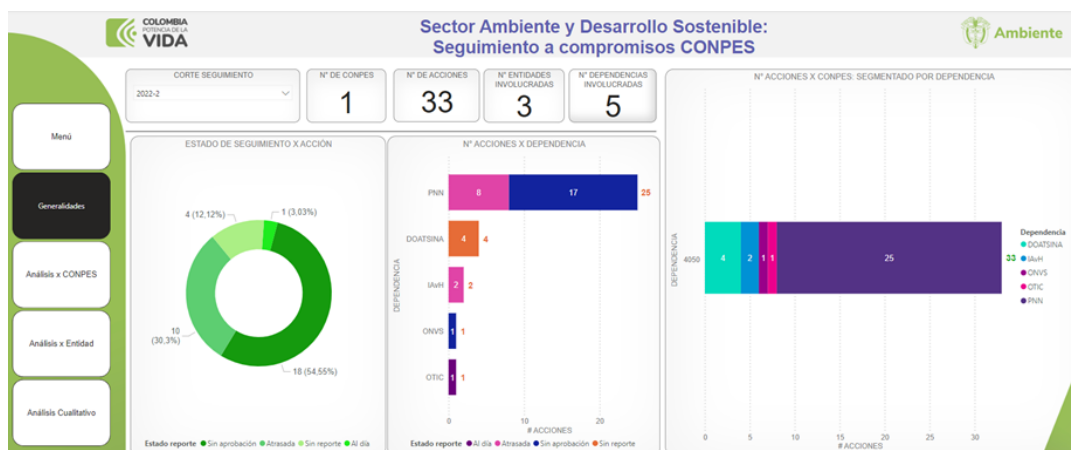 COLOMBIA
POTENCIA DE LA
VIDA
Sector Ambiente y Desarrollo Sostenible:
Seguimiento a compromisos CONPES
Ambiente
Menú
Generalidades
Análisis x CONPES
Análisis x Entidad
Análisis Cualitativo
CORTE SEGUIMIENTO
2022-2
N° DE CONPES
1
N° DE ACCIONES
33
N° ENTIDADES
INVOLUCRADAS
3
N° DEPENDENCIAS
INVOLUCRADAS
5
ESTADO DE SEGUIMIENTO X ACCIÓN
4 (12,12%)
1 (3,03%)
10
(30,3%)
18 (54,55%)
Estado reporte Sin aprobación Atrasada Sin reporte Al día
N° ACCIONES X DEPENDENCIA
DEPENDENCIA
PNN 8 17 25
DOATSINA 4 4
IAvH 2 2
ONVS 1 1
OTIC 1 1
0 10 20
# ACCIONES
Estado reporte Al día Atrasada Sin aprobación Sin reporte
N° ACCIONES X CONPES: SEGMENTADO POR DEPENDENCIA
DEPENDENCIA
4050 4 2 1 1 25 33
0 5 10 15 20 25 30
# ACCIONES
Dependencia
DOATSINA
IAvH
ONVS
OTIC
PNN